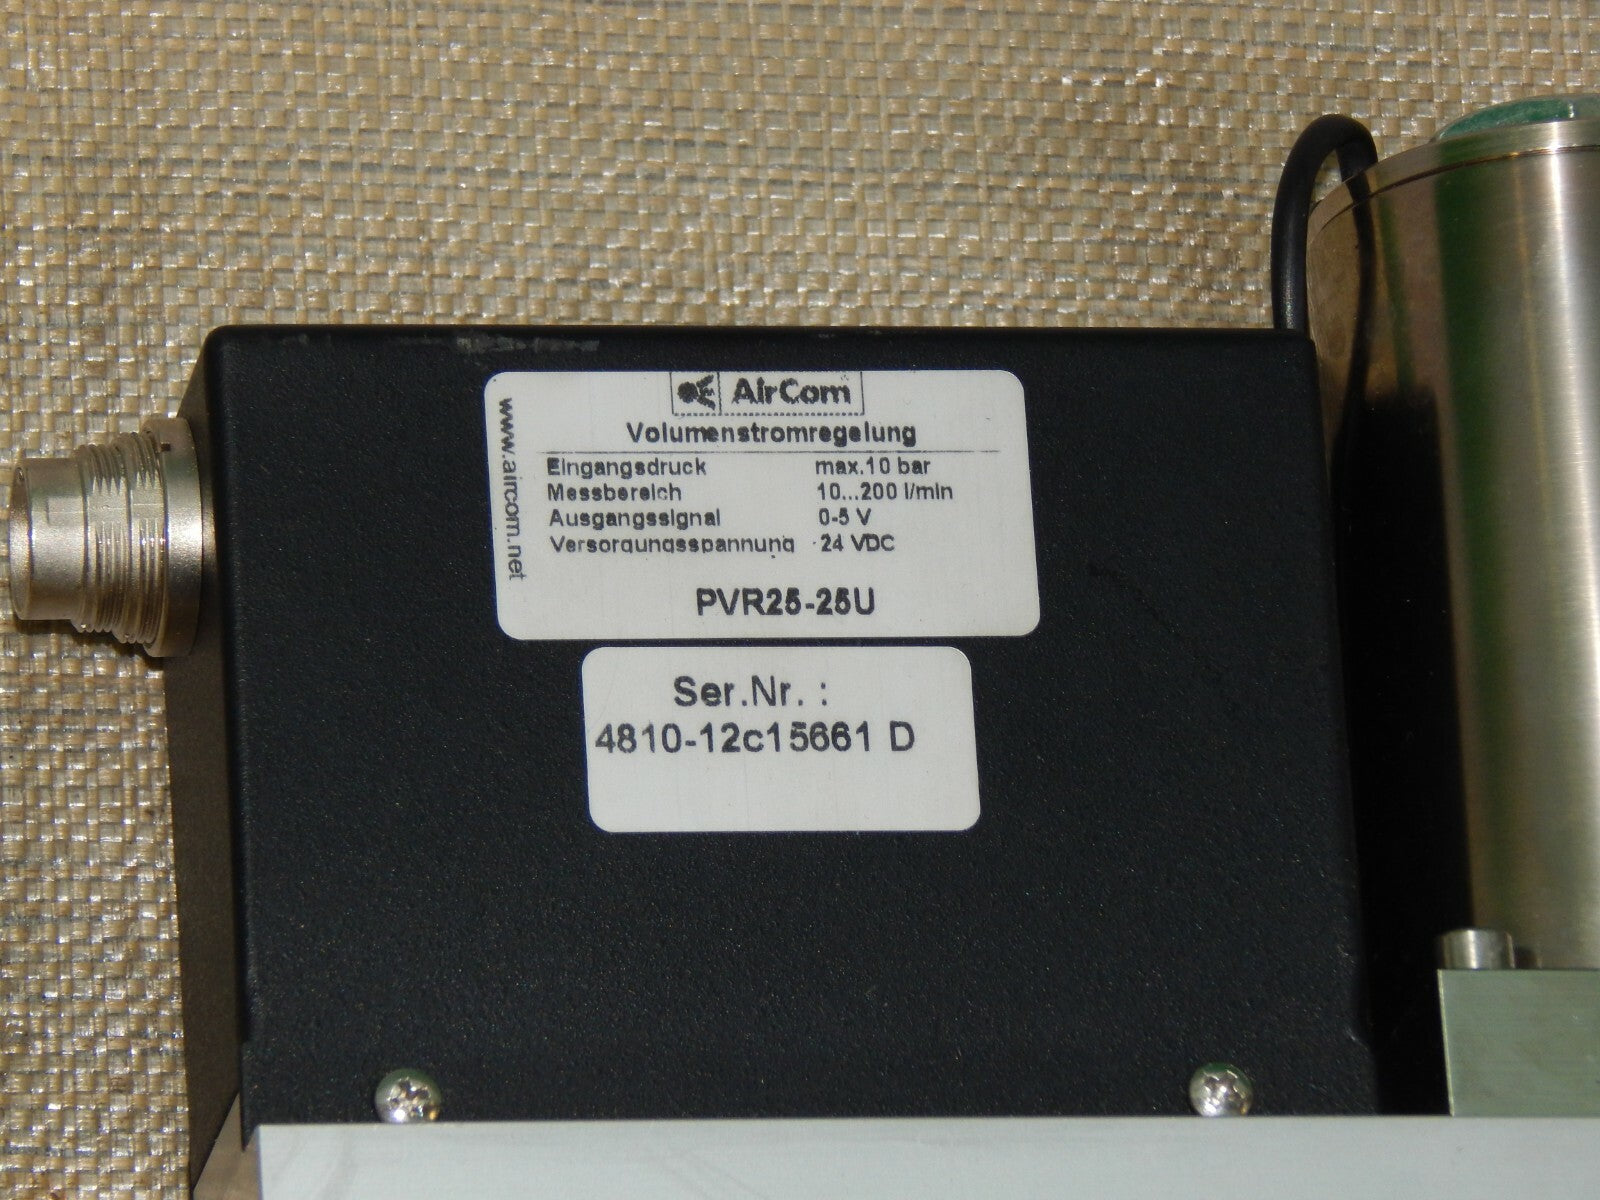 AirCom
Volumenstromregelung
Eingangsdruck max.10 bar
Messbereich 10...200 l/min
Ausgangssignal 0-5 V
Versorgungsspannung 24 VDC
PVR25-25U
www.aircom.net
Ser.Nr. :
4810-12c15661 D